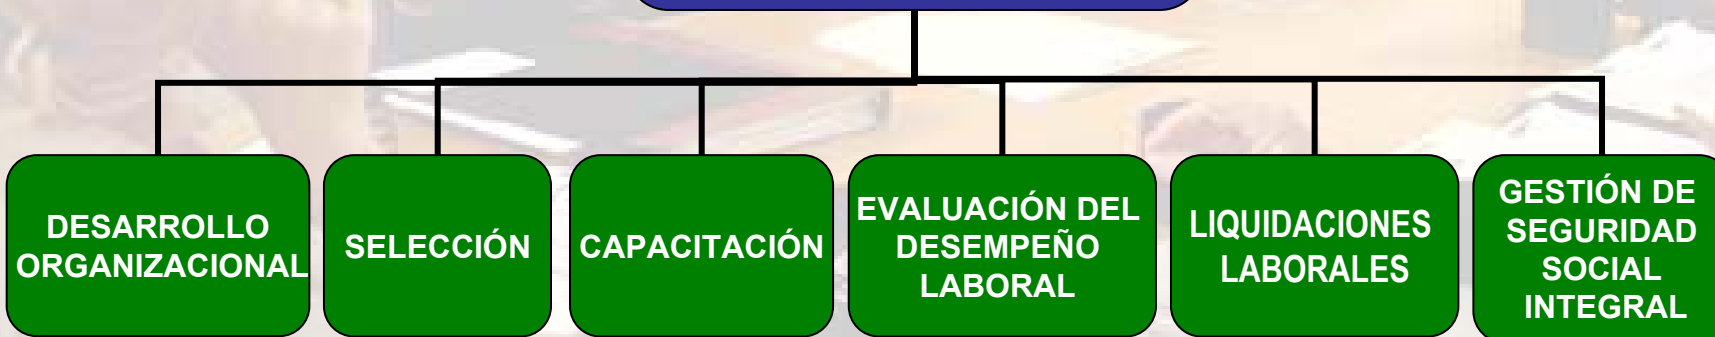 DESARROLLO
ORGANIZACIONAL
SELECCIÓN
CAPACITACIÓN
EVALUACIÓN DEL
DESEMPEÑO
LABORAL
LIQUIDACIONES
LABORALES
GESTIÓN DE
SEGURIDAD
SOCIAL
INTEGRAL